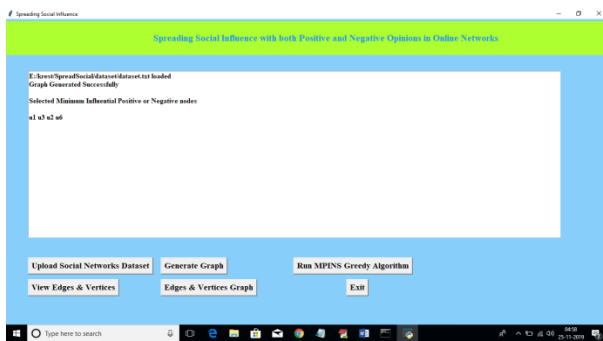 Spreading Social Influence
Spreading Social Influence with both Positive and Negative Opinions in Online Networks
E:/krest/SpreadSocial/dataset/dataset.txt loaded
Graph Generated Successfully
Selected Minimum Influential Positive or Negative nodes
u1 u3 u2 u6
Upload Social Networks Dataset
Generate Graph
Run MPINS Greedy Algorithm
View Edges & Vertices
Edges & Vertices Graph
Exit
Type here to search
04:58
25-11-2019